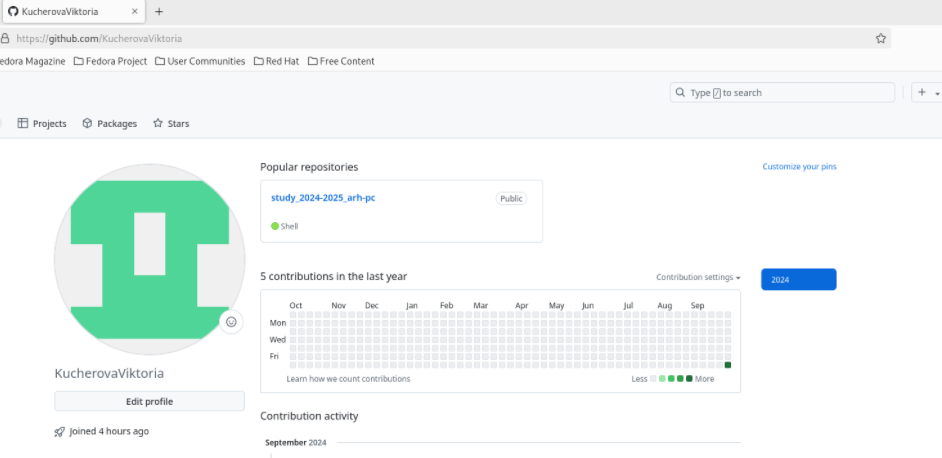 KucherovaViktoria × +
https://github.com/KucherovaViktoria
edora Magazine Fedora Project User Communities Red Hat Free Content
Type / to search
+
Projects Packages Stars
Popular repositories
Customize your pins
study_2024-2025_arh-pc Public
Shell
5 contributions in the last year
Contribution settings
2024
Oct Nov Dec Jan Feb Mar Apr May Jun Jul Aug Sep
Mon
Wed
Fri
Learn how we count contributions
Less More
KucherovaViktoria
Edit profile
Joined 4 hours ago
Contribution activity
September 2024